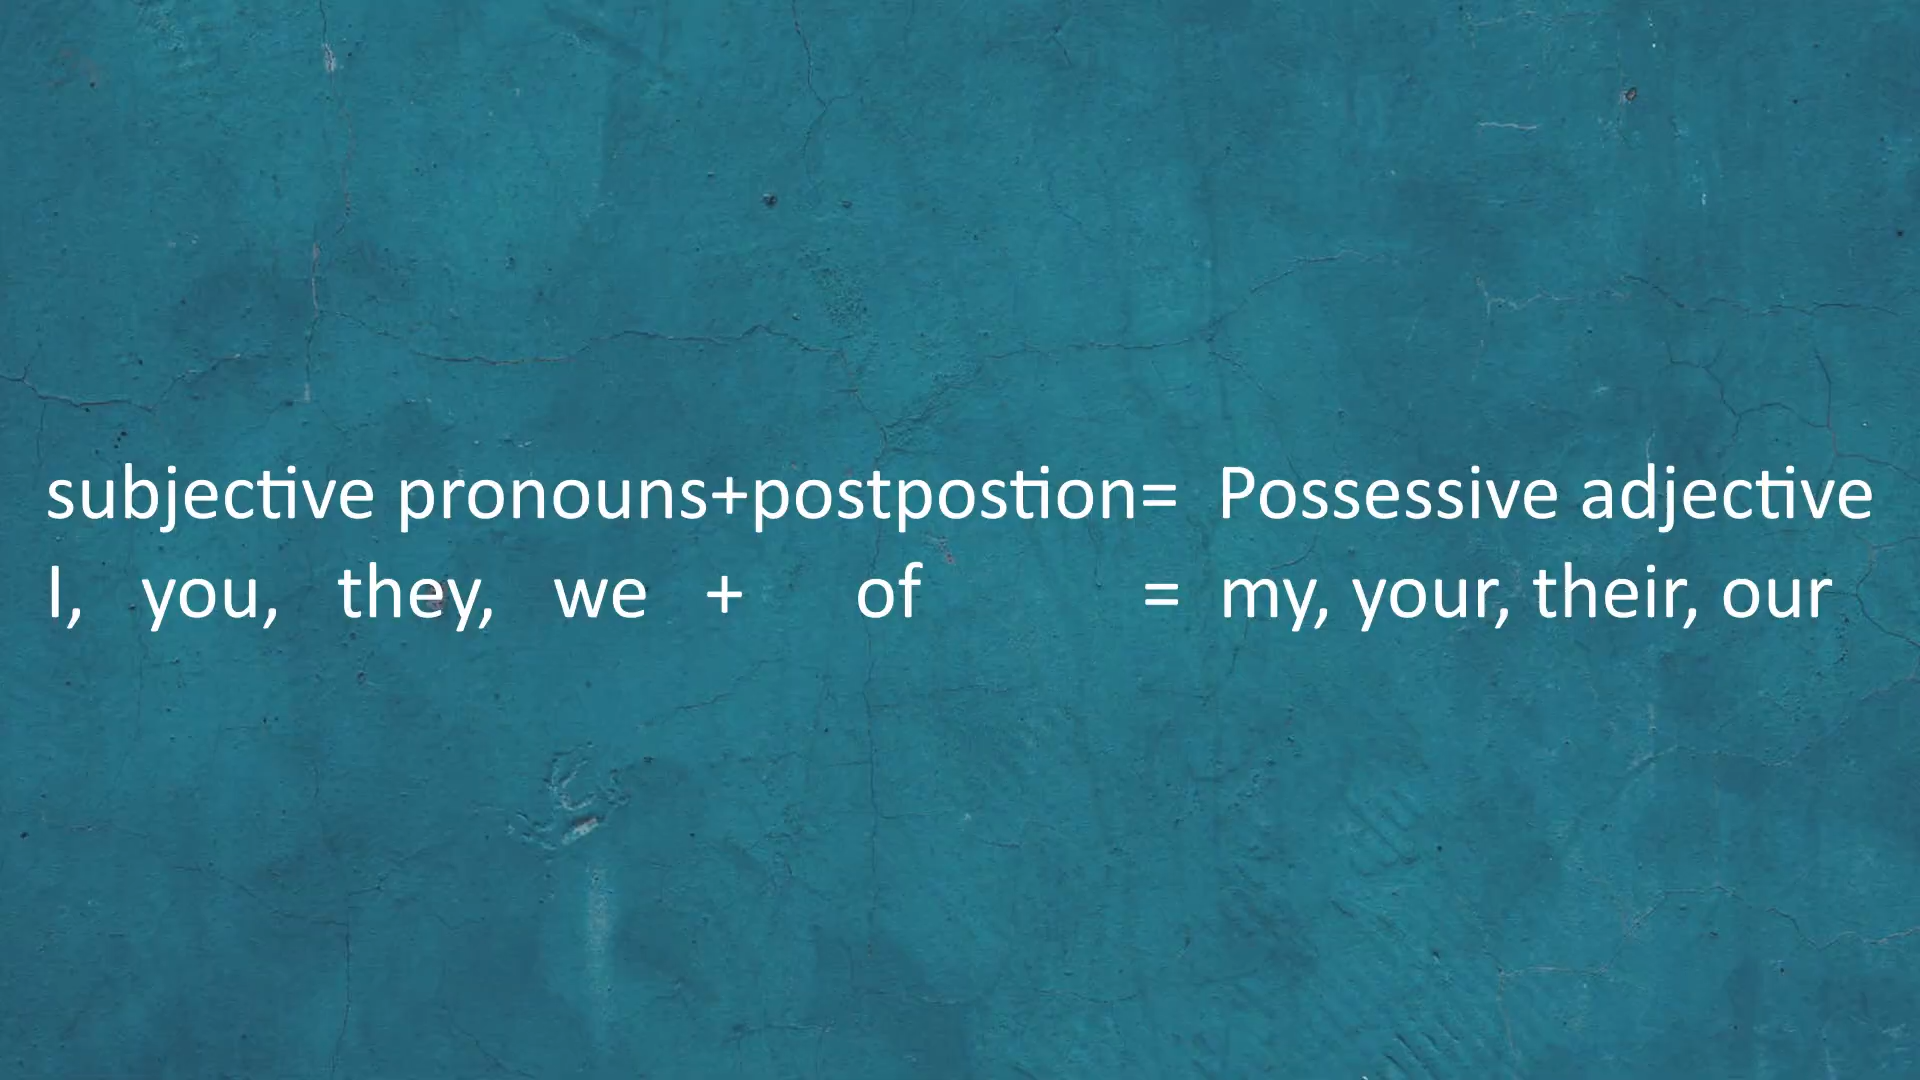 subjective pronouns+postpostion= Possessive adjective
I, you, they, we + of = my, your, their, our